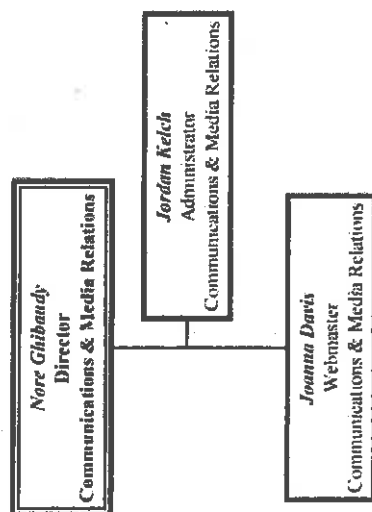 Nore Ghibaudy
Director
Communications & Media Relations
Jordan Kelch
Administrator
Communications & Media Relations
Joanna Davis
Webmaster
Communications & Media Relations